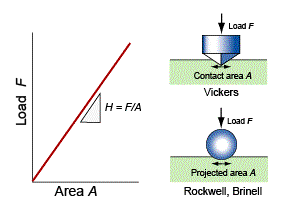 Load F
H = F/A
Area A
Load F
Contact area A
Vickers
Load F
Projected area A
Rockwell, Brinell